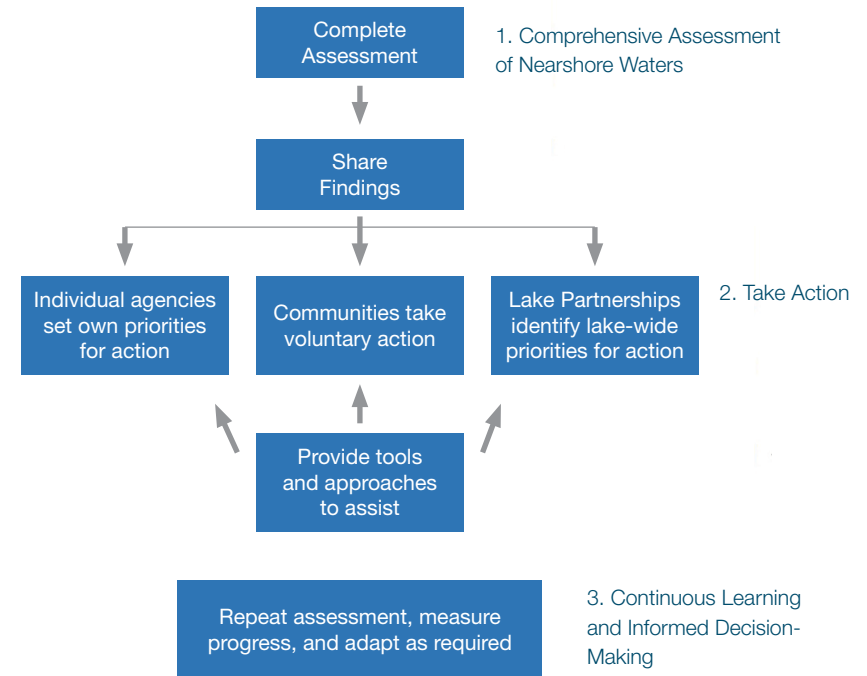 Complete
Assessment
1. Comprehensive Assessment
of Nearshore Waters
Share
Findings
Individual agencies
set own priorities
for action
Communities take
voluntary action
Lake Partnerships
identify lake-wide
priorities for action
2. Take Action
Provide tools
and approaches
to assist
Repeat assessment, measure
progress, and adapt as required
3. Continuous Learning
and Informed Decision-
Making